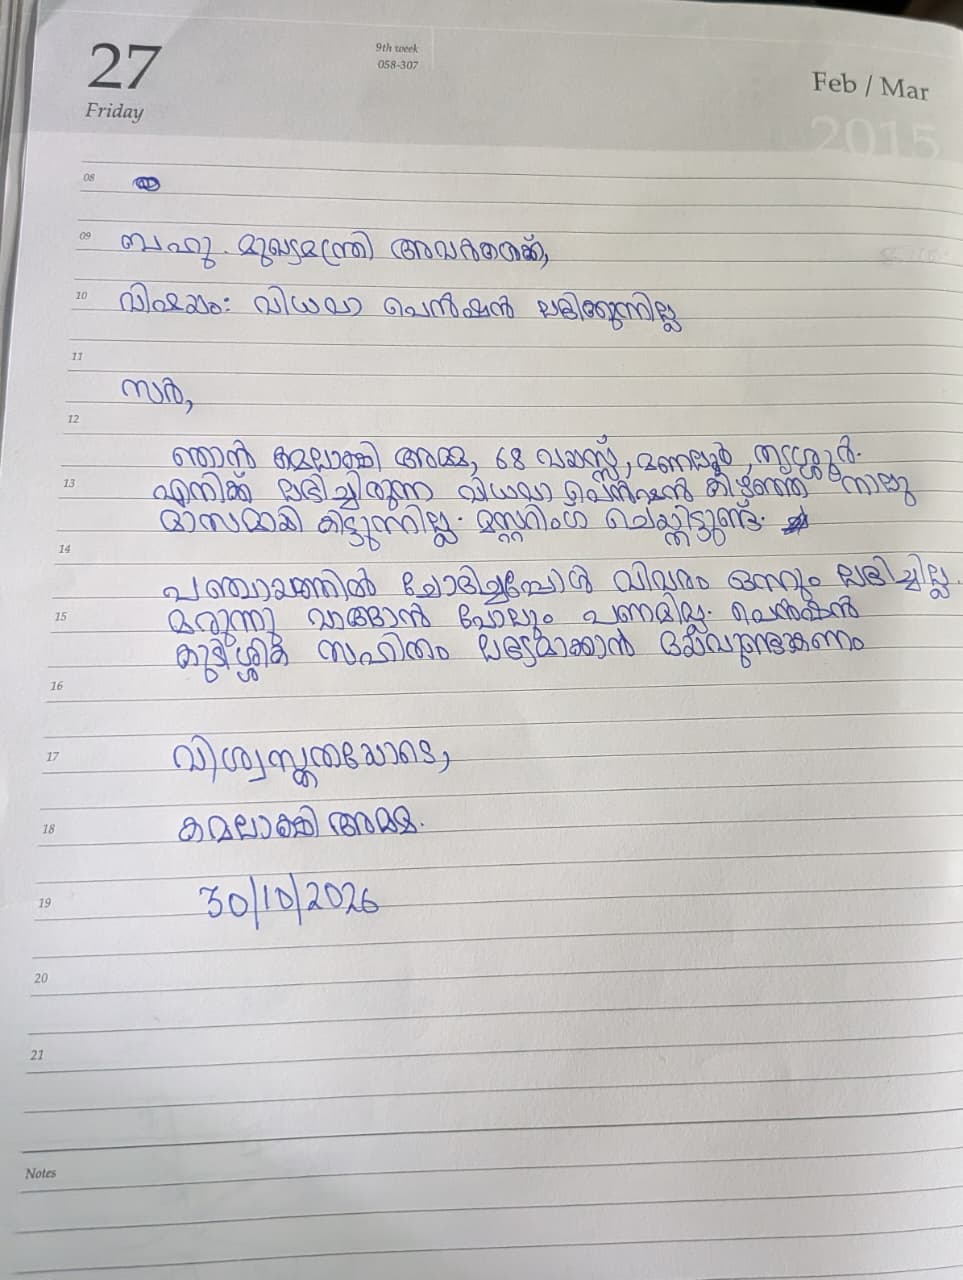 27
Friday
9th week
058-307
Feb / Mar
2015
08
09 ബഹു. മുഖ്യമന്ത്രി അവർകൾക്ക്,
10 വിഷയം: വിധവാ പെൻഷൻ ലഭിക്കുന്നില്ല
11
സർ,
12
ഞാൻ കമലാക്ഷി അമ്മ, 68 വയസ്സ്, മണലൂർ, തൃശ്ശൂർ.
13 എനിക്ക് ലഭിച്ചിരുന്ന വിധവാ പെൻഷൻ കഴിഞ്ഞ നാലു
മാസമായി കിട്ടുന്നില്ല. മസ്റ്ററിംഗ് ചെയ്തിട്ടുണ്ട്.
14
പഞ്ചായത്തിൽ ചോദിച്ചപ്പോൾ വിവരം ഒന്നും ലഭിച്ചില്ല.
15 മരുന്നു വാങ്ങാൻ പോലും പണമില്ല. പെൻഷൻ
കുടിശ്ശിക സഹിതം ലഭ്യമാക്കാൻ ദയവുണ്ടാകണം
16
17 വിശ്വസ്തതയോടെ,
18 കമലാക്ഷി അമ്മ.
19 30/10/2026
20
21
Notes